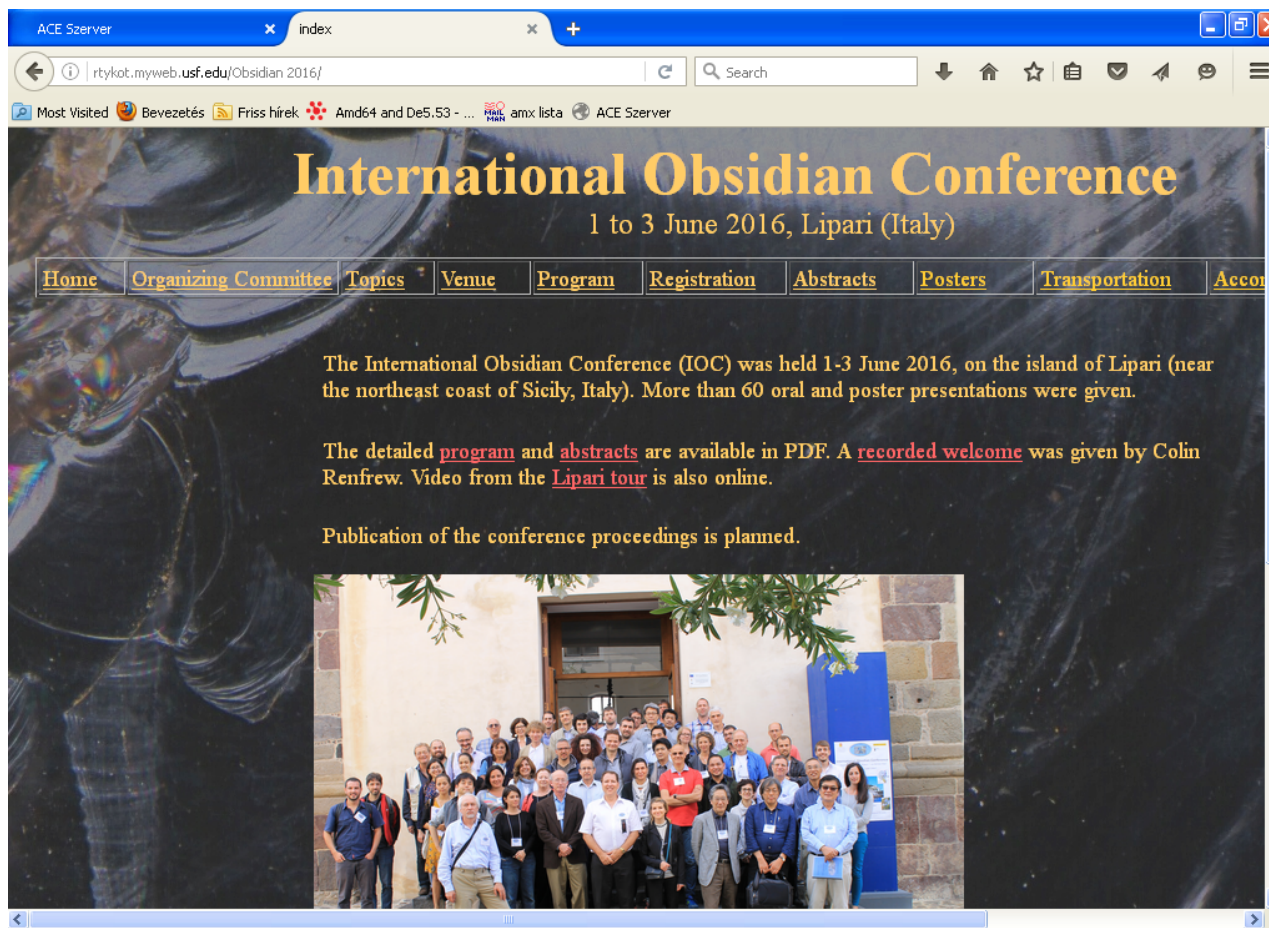 ACE Szerver
index
rtykot.myweb.usf.edu/Obsidian 2016/
Search
Most Visited Bevezetés Friss hírek Amd64 and De5.53 - ... MAIL MAN amx lista ACE Szerver
International Obsidian Conference
1 to 3 June 2016, Lipari (Italy)
Home Organizing Committee Topics Venue Program Registration Abstracts Posters Transportation Accor
The International Obsidian Conference (IOC) was held 1-3 June 2016, on the island of Lipari (near
the northeast coast of Sicily, Italy). More than 60 oral and poster presentations were given.
The detailed program and abstracts are available in PDF. A recorded welcome was given by Colin
Renfrew. Video from the Lipari tour is also online.
Publication of the conference proceedings is planned.